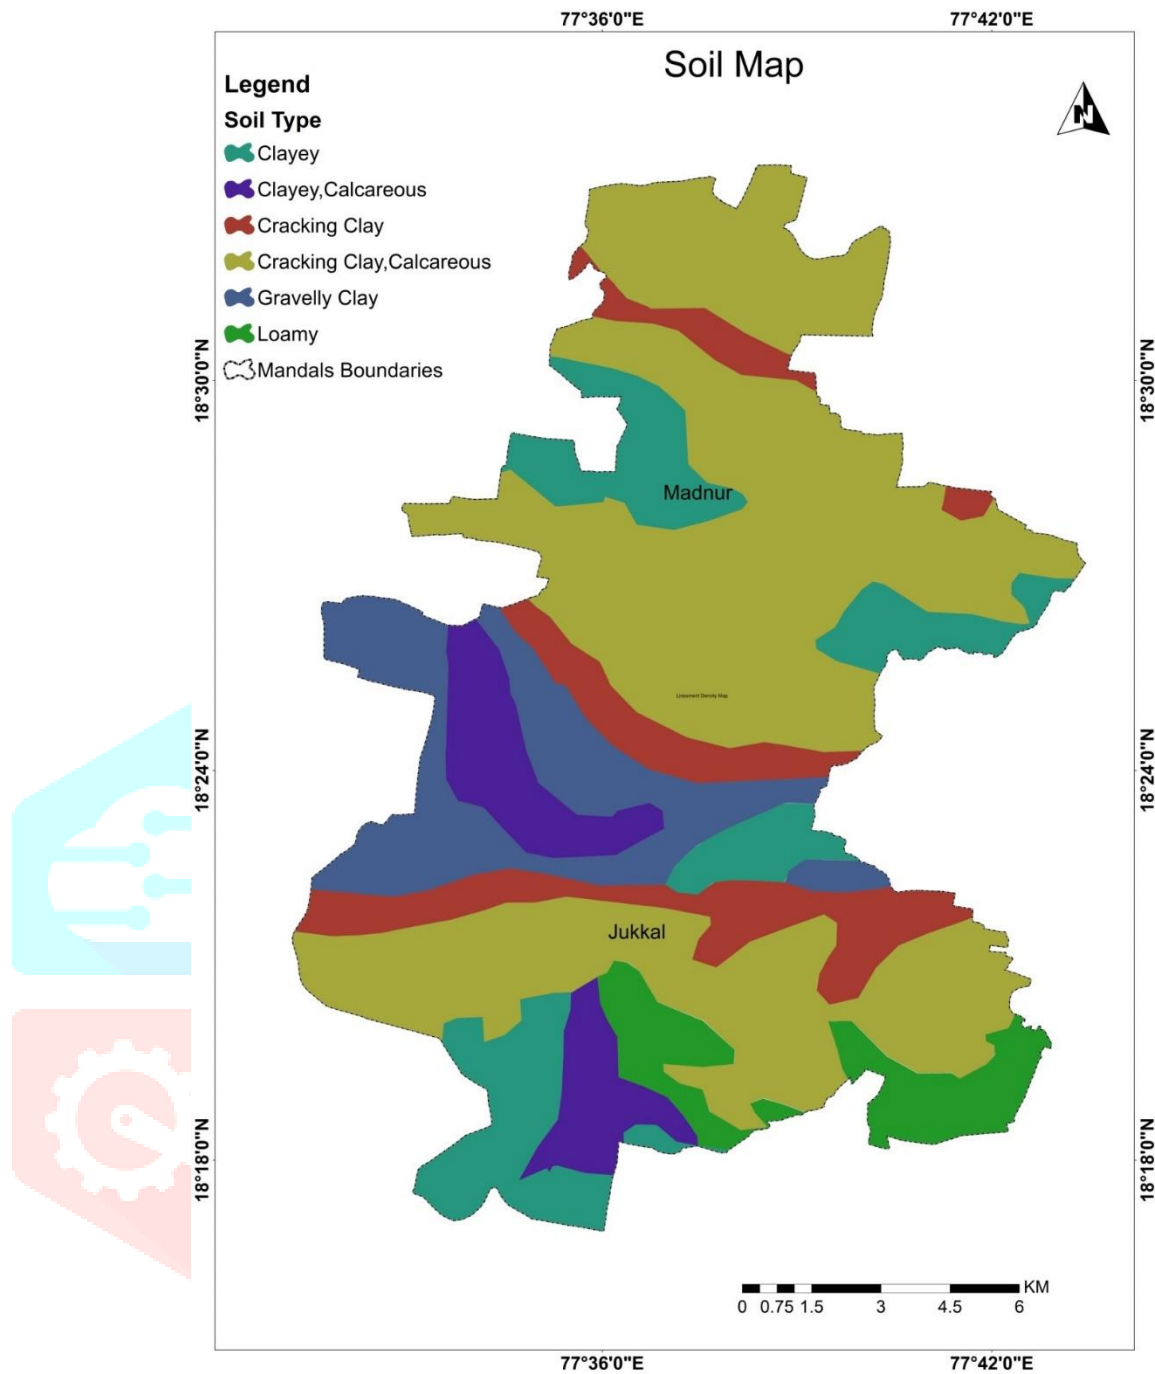 77°36'0"E 77°42'0"E
Soil Map
Legend
Soil Type
N
Clayey
Clayey,Calcareous
Cracking Clay
Cracking Clay,Calcareous
Gravelly Clay
Loamy
Mandals Boundaries
18°30'0"N 18°30'0"N
Madnur
Lineament Density Map
18°24'0"N 18°24'0"N
Jukkal
18°18'0"N 18°18'0"N
KM
0 0.75 1.5 3 4.5 6
77°36'0"E 77°42'0"E